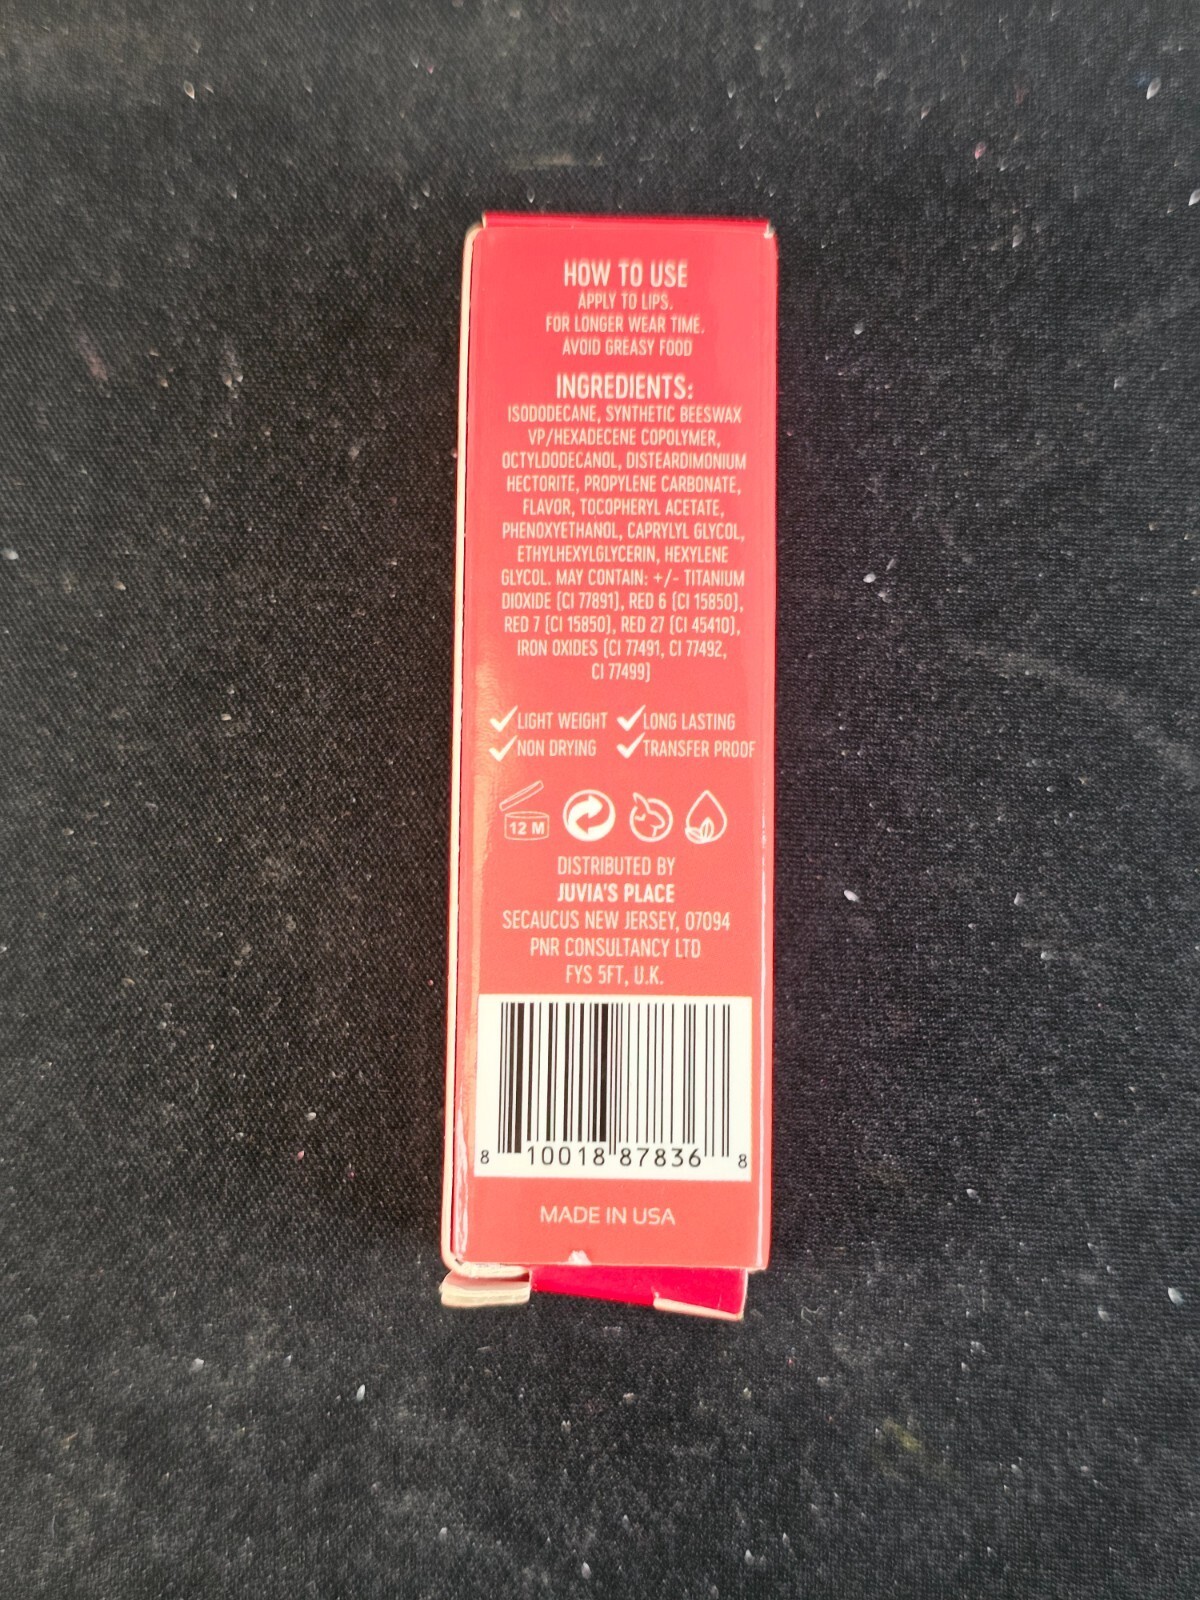 HOW TO USE
APPLY TO LIPS.
FOR LONGER WEAR TIME.
AVOID GREASY FOOD
INGREDIENTS:
ISODODECANE, SYNTHETIC BEESWAX
VP/HEXADECENE COPOLYMER,
OCTYLDODECANOL, DISTEARDIMONIUM
HECTORITE, PROPYLENE CARBONATE,
FLAVOR, TOCOPHERYL ACETATE,
PHENOXYETHANOL, CAPRYLYL GLYCOL,
ETHYLHEXYLGLYCERIN, HEXYLENE
GLYCOL. MAY CONTAIN: +/- TITANIUM
DIOXIDE (CI 77891), RED 6 (CI 15850),
RED 7 (CI 15850), RED 27 (CI 45410),
IRON OXIDES (CI 77491, CI 77492,
CI 77499)
LIGHT WEIGHT LONG LASTING
NON DRYING TRANSFER PROOF
12 M
DISTRIBUTED BY
JUVIA'S PLACE
SECAUCUS NEW JERSEY, 07094
PNR CONSULTANCY LTD
FYS 5FT, U.K.
8 10018 87836 8
MADE IN USA